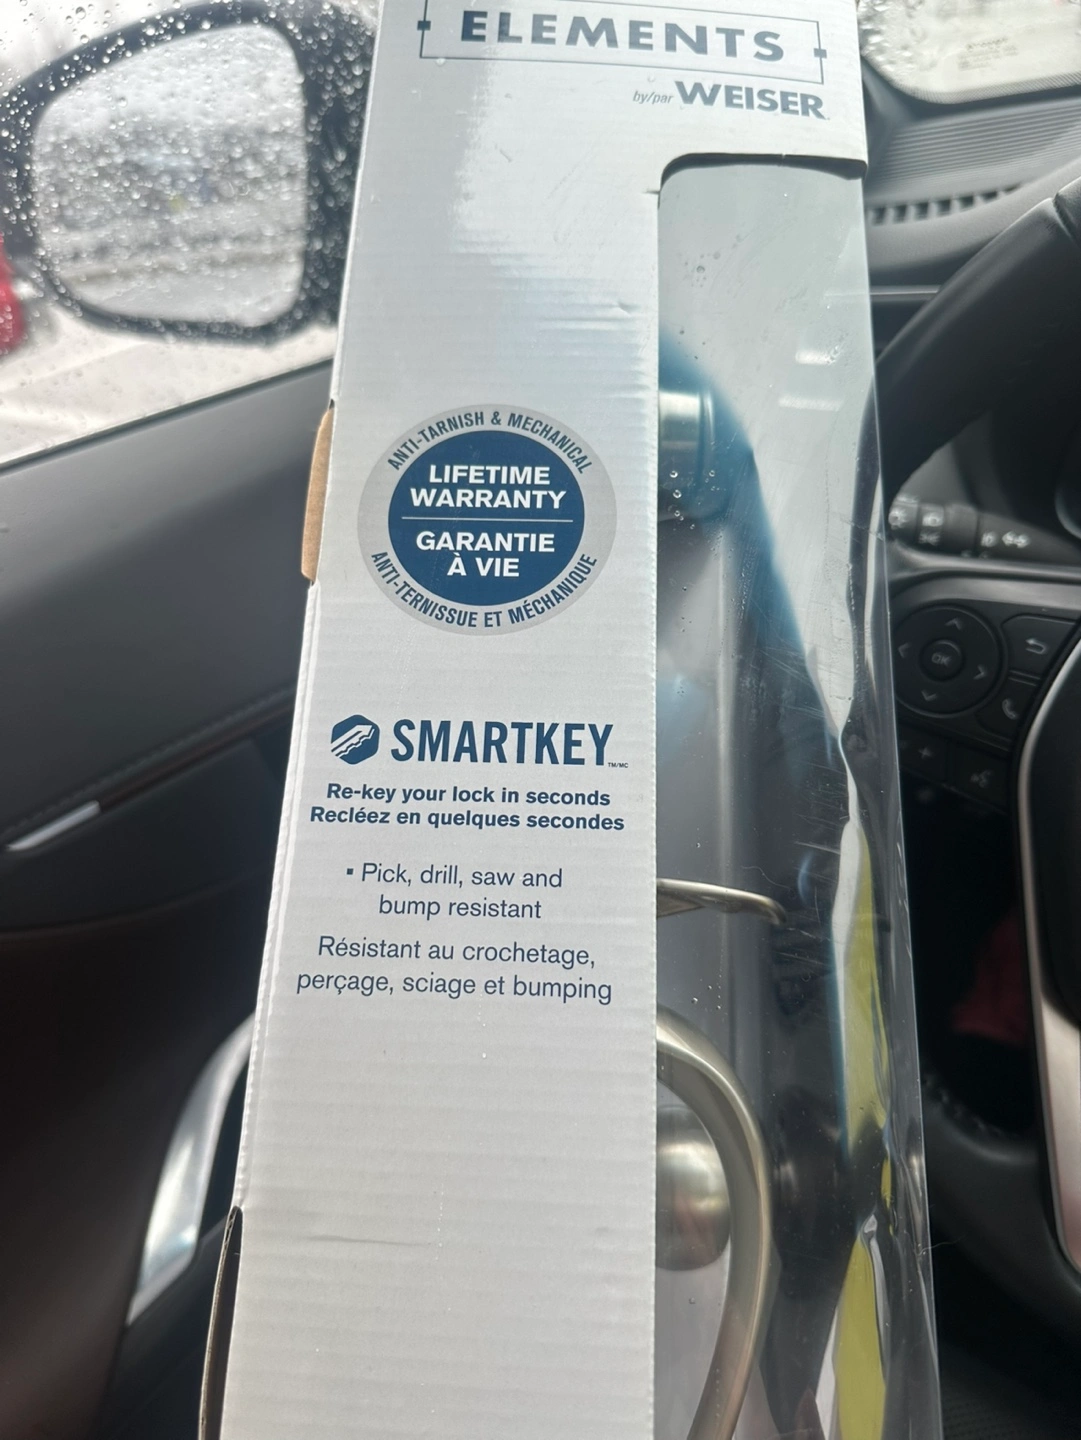 ELEMENTS
by/par WEISER
ANTI-TARNISH & MECHANICAL
LIFETIME
WARRANTY
GARANTIE
À VIE
ANTI-TERNISSUE ET MÉCHANIQUE
SMARTKEY TM/MC
Re-key your lock in seconds
Recléez en quelques secondes
▪ Pick, drill, saw and
bump resistant
Résistant au crochetage,
perçage, sciage et bumping
OK